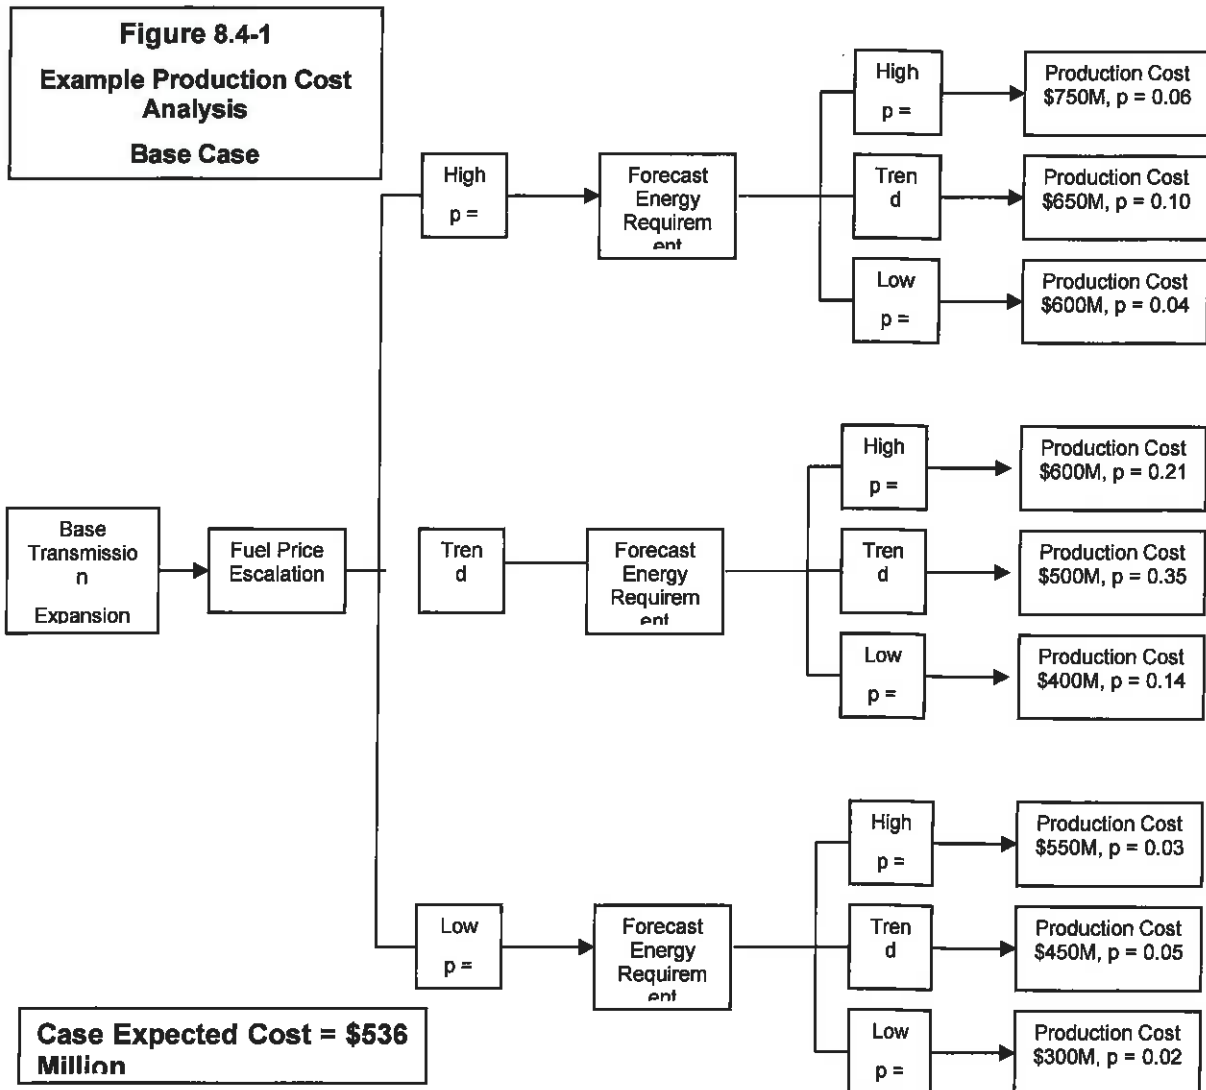 Figure 8.4-1
Example Production Cost
Analysis
Base Case
High
p =
Forecast
Energy
Requirem
ent
High
p =
Production Cost
$750M, p = 0.06
Tren
d
Production Cost
$650M, p = 0.10
Low
p =
Production Cost
$600M, p = 0.04
Base
Transmissio
n
Expansion
Fuel Price
Escalation
Tren
d
Forecast
Energy
Requirem
ent
High
p =
Production Cost
$600M, p = 0.21
Tren
d
Production Cost
$500M, p = 0.35
Low
p =
Production Cost
$400M, p = 0.14
Low
p =
Forecast
Energy
Requirem
ent
High
p =
Production Cost
$550M, p = 0.03
Tren
d
Production Cost
$450M, p = 0.05
Low
p =
Production Cost
$300M, p = 0.02
Case Expected Cost = $536
Million